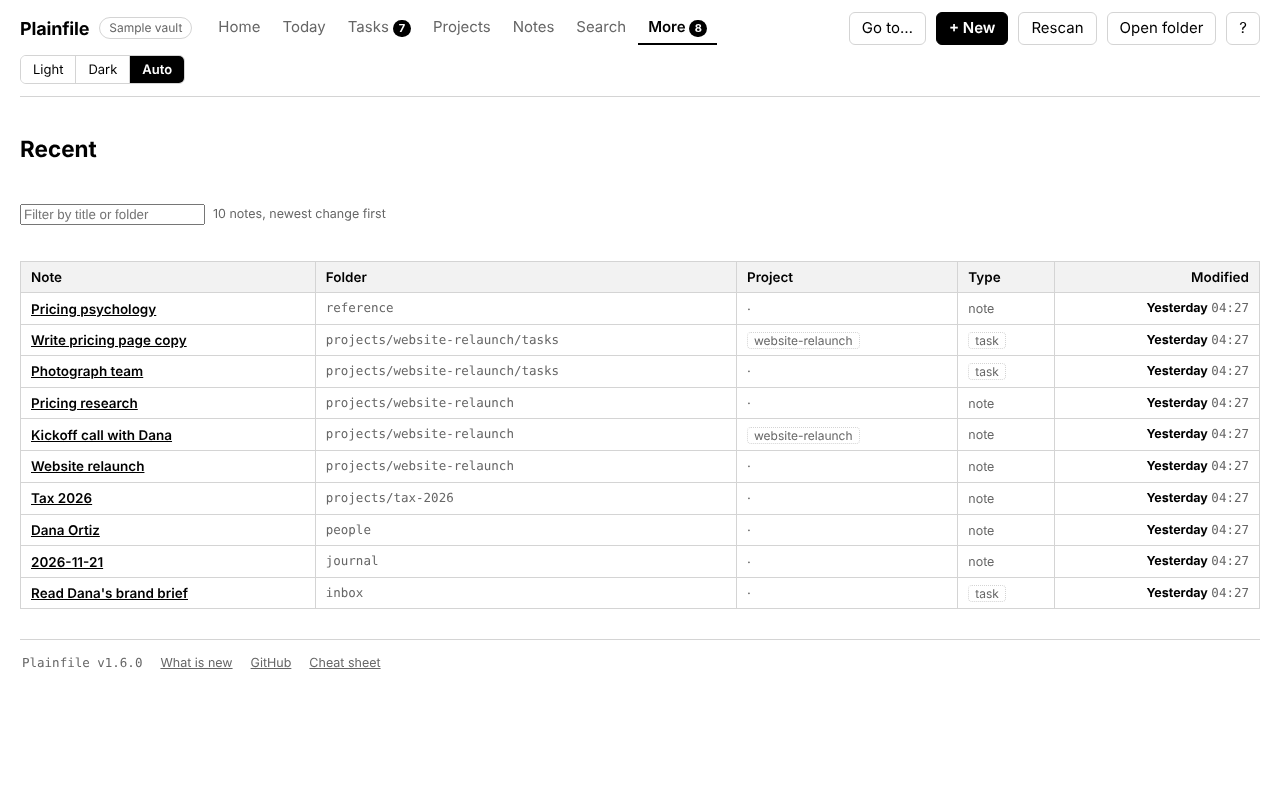 Plainfile Sample vault Home Today Tasks 7 Projects Notes Search More 8 Go to... + New Rescan Open folder ?
Light Dark Auto
Recent
Filter by title or folder 10 notes, newest change first
Note Folder Project Type Modified
Pricing psychology reference · note Yesterday 04:27
Write pricing page copy projects/website-relaunch/tasks website-relaunch task Yesterday 04:27
Photograph team projects/website-relaunch/tasks · task Yesterday 04:27
Pricing research projects/website-relaunch · note Yesterday 04:27
Kickoff call with Dana projects/website-relaunch website-relaunch note Yesterday 04:27
Website relaunch projects/website-relaunch · note Yesterday 04:27
Tax 2026 projects/tax-2026 · note Yesterday 04:27
Dana Ortiz people · note Yesterday 04:27
2026-11-21 journal · note Yesterday 04:27
Read Dana's brand brief inbox · task Yesterday 04:27
Plainfile v1.6.0 What is new GitHub Cheat sheet